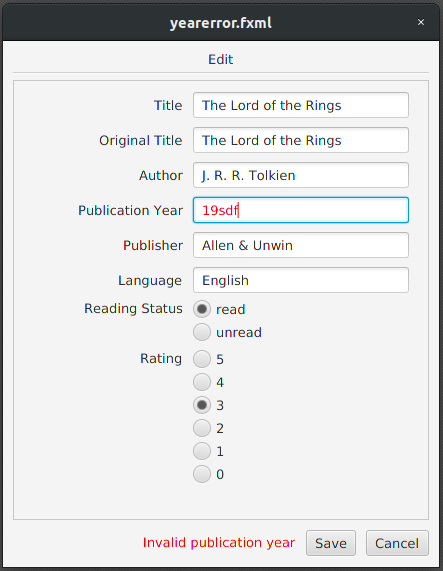 yearerror.fxml ×
Edit
Title The Lord of the Rings
Original Title The Lord of the Rings
Author J. R. R. Tolkien
Publication Year 19sdf
Publisher Allen & Unwin
Language English
Reading Status read
unread
Rating 5
4
3
2
1
0
Invalid publication year Save Cancel